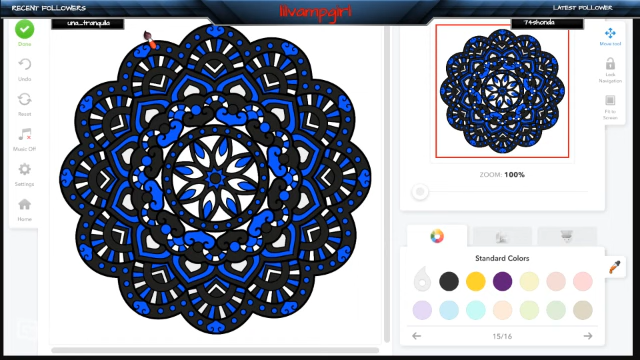 RECENT FOLLOWERS
lilvampgirl
LATEST FOLLOWER
una_tranquila
74shonda
Done
Undo
Reset
Music Off
Settings
Home
Move tool
Lock
Navigation
Fit to
Screen
ZOOM: 100%
Standard Colors
15/16